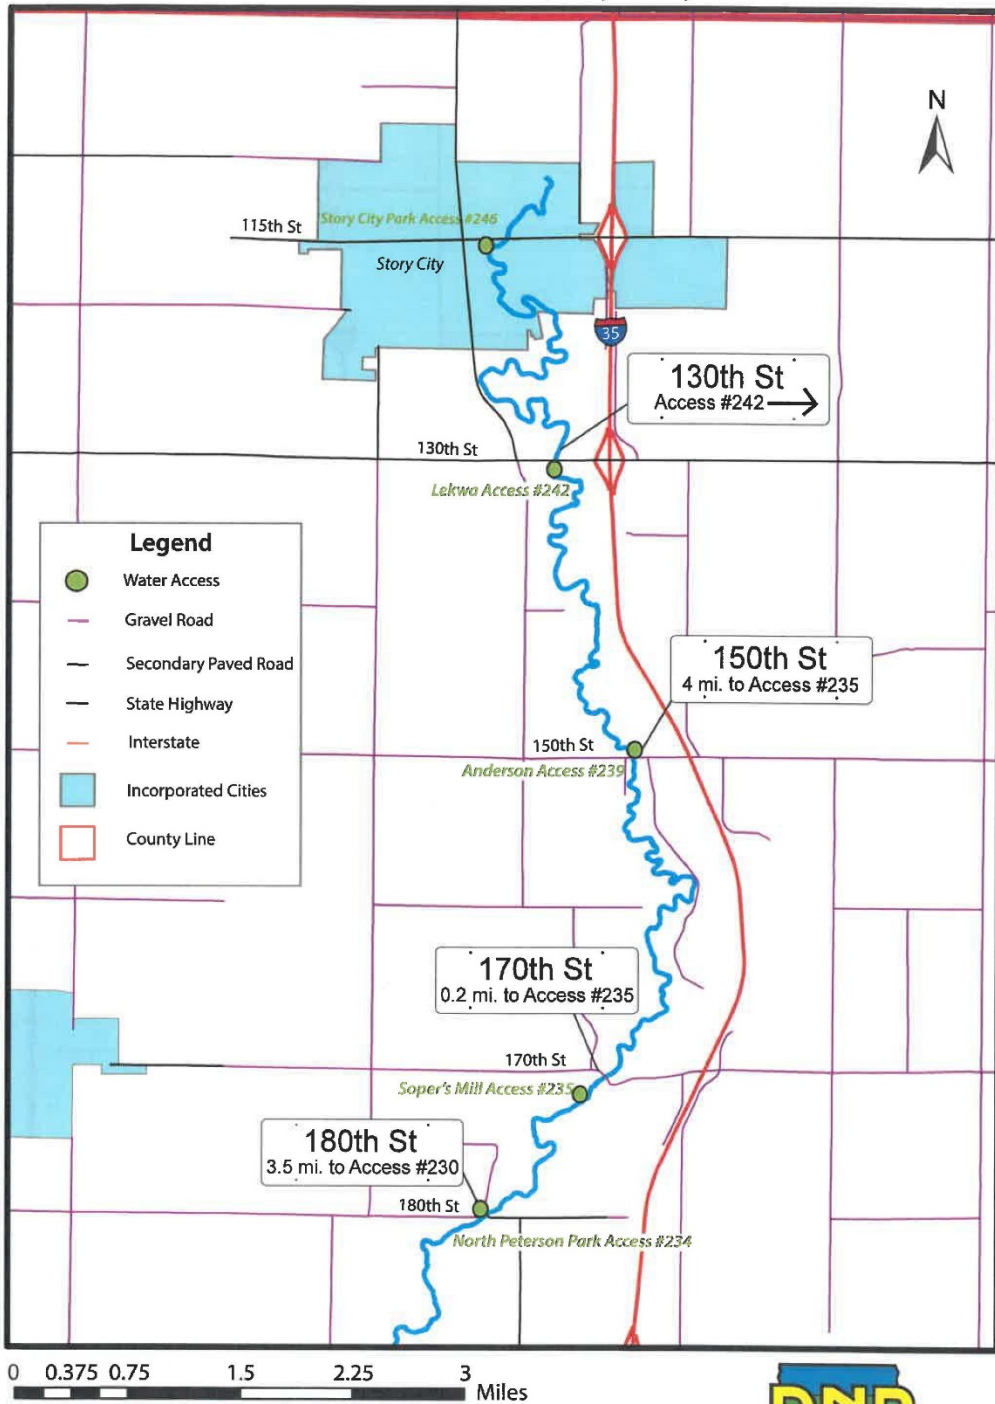 N
Story City Park Access #246
115th St
Story City
35
130th St
Access #242
130th St
Lekwa Access #242
Legend
Water Access
Gravel Road
Secondary Paved Road
State Highway
Interstate
Incorporated Cities
County Line
150th St
4 mi. to Access #235
150th St
Anderson Access #239
170th St
0.2 mi. to Access #235
170th St
Soper's Mill Access #235
180th St
3.5 mi. to Access #230
180th St
North Peterson Park Access #234
0 0.375 0.75 1.5 2.25 3
Miles
DNR